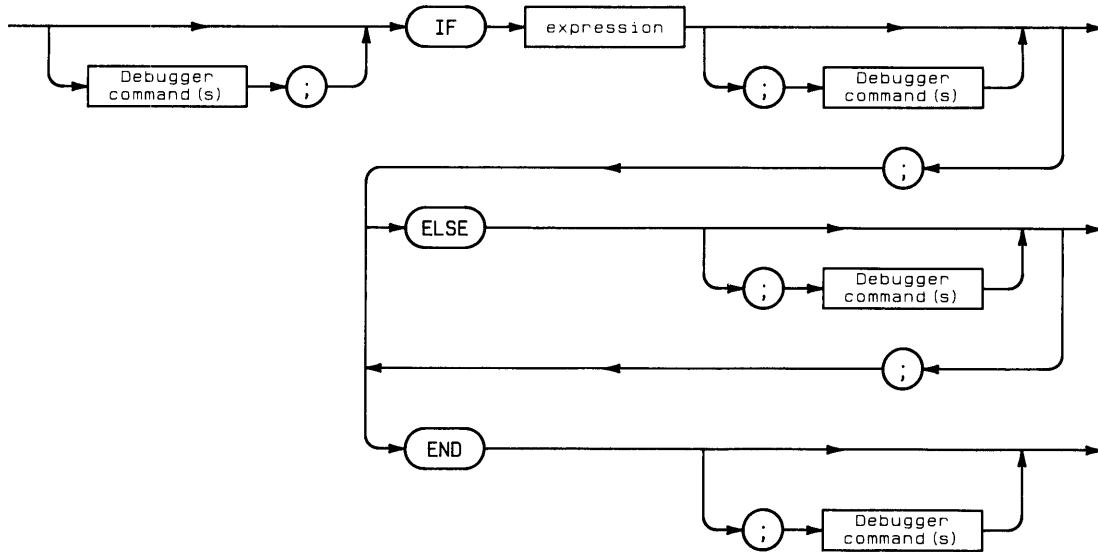 IF
expression
Debugger
command(s)
;
;
Debugger
command(s)
;
ELSE
;
Debugger
command(s)
;
END
;
Debugger
command(s)